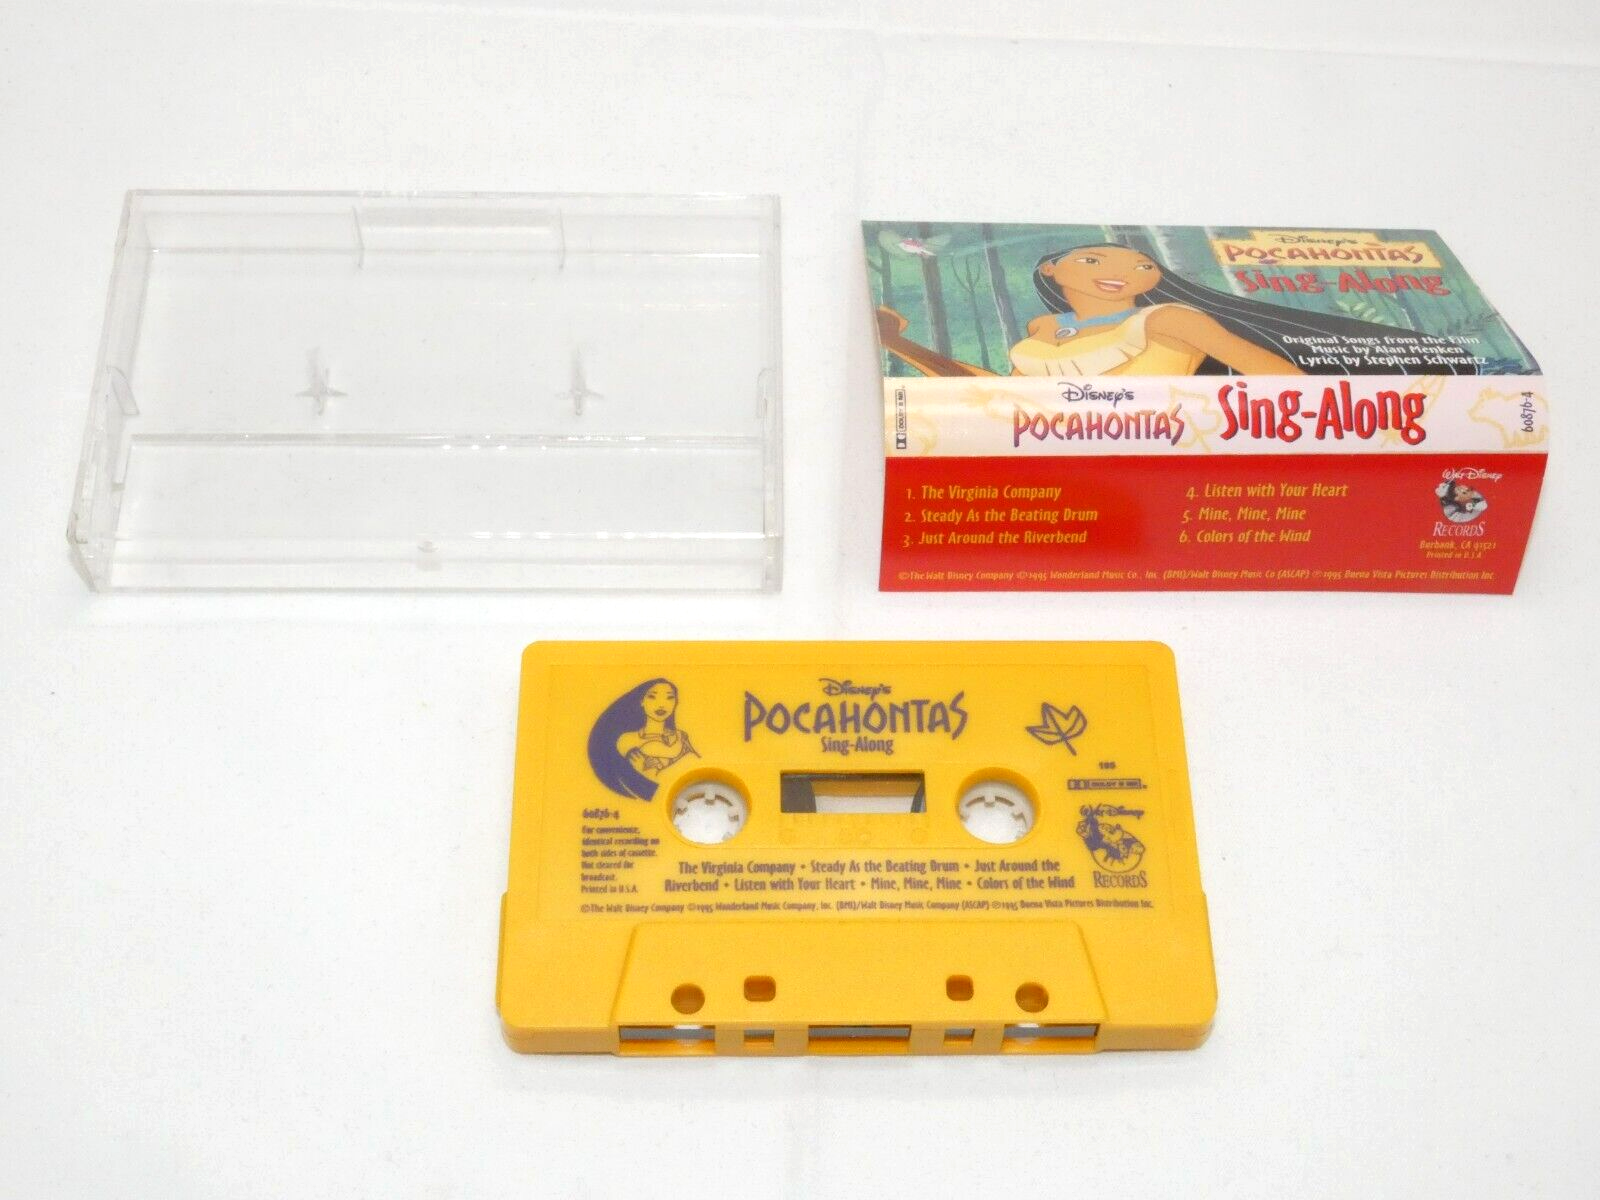 Disney's
POCAHONTAS
Sing-Along
Original Songs from the Film
Music by Alan Menken
Lyrics by Stephen Schwartz
DOLBY B NR
Disney's
POCAHONTAS Sing-Along
60876-4
1. The Virginia Company
2. Steady As the Beating Drum
3. Just Around the Riverbend
4. Listen with Your Heart
5. Mine, Mine, Mine
6. Colors of the Wind
Walt Disney
RECORDS
Burbank, CA 91521
Printed in U.S.A
©The Walt Disney Company ©1995 Wonderland Music Co., Inc. (BMI)/Walt Disney Music Co (ASCAP) ℗1995 Buena Vista Pictures Distribution Inc
Disney's
POCAHONTAS
Sing-Along
60876-4
For convenience,
identical recording on
both sides of cassette.
Not cleared for
broadcast.
Printed in U.S.A.
DOLBY B NR
Walt Disney
RECORDS
The Virginia Company • Steady As the Beating Drum • Just Around the
Riverbend • Listen with Your Heart • Mine, Mine, Mine • Colors of the Wind
©The Walt Disney Company ©1995 Wonderland Music Company, Inc. (BMI)/Walt Disney Music Company (ASCAP) ℗1995 Buena Vista Pictures Distribution Inc.